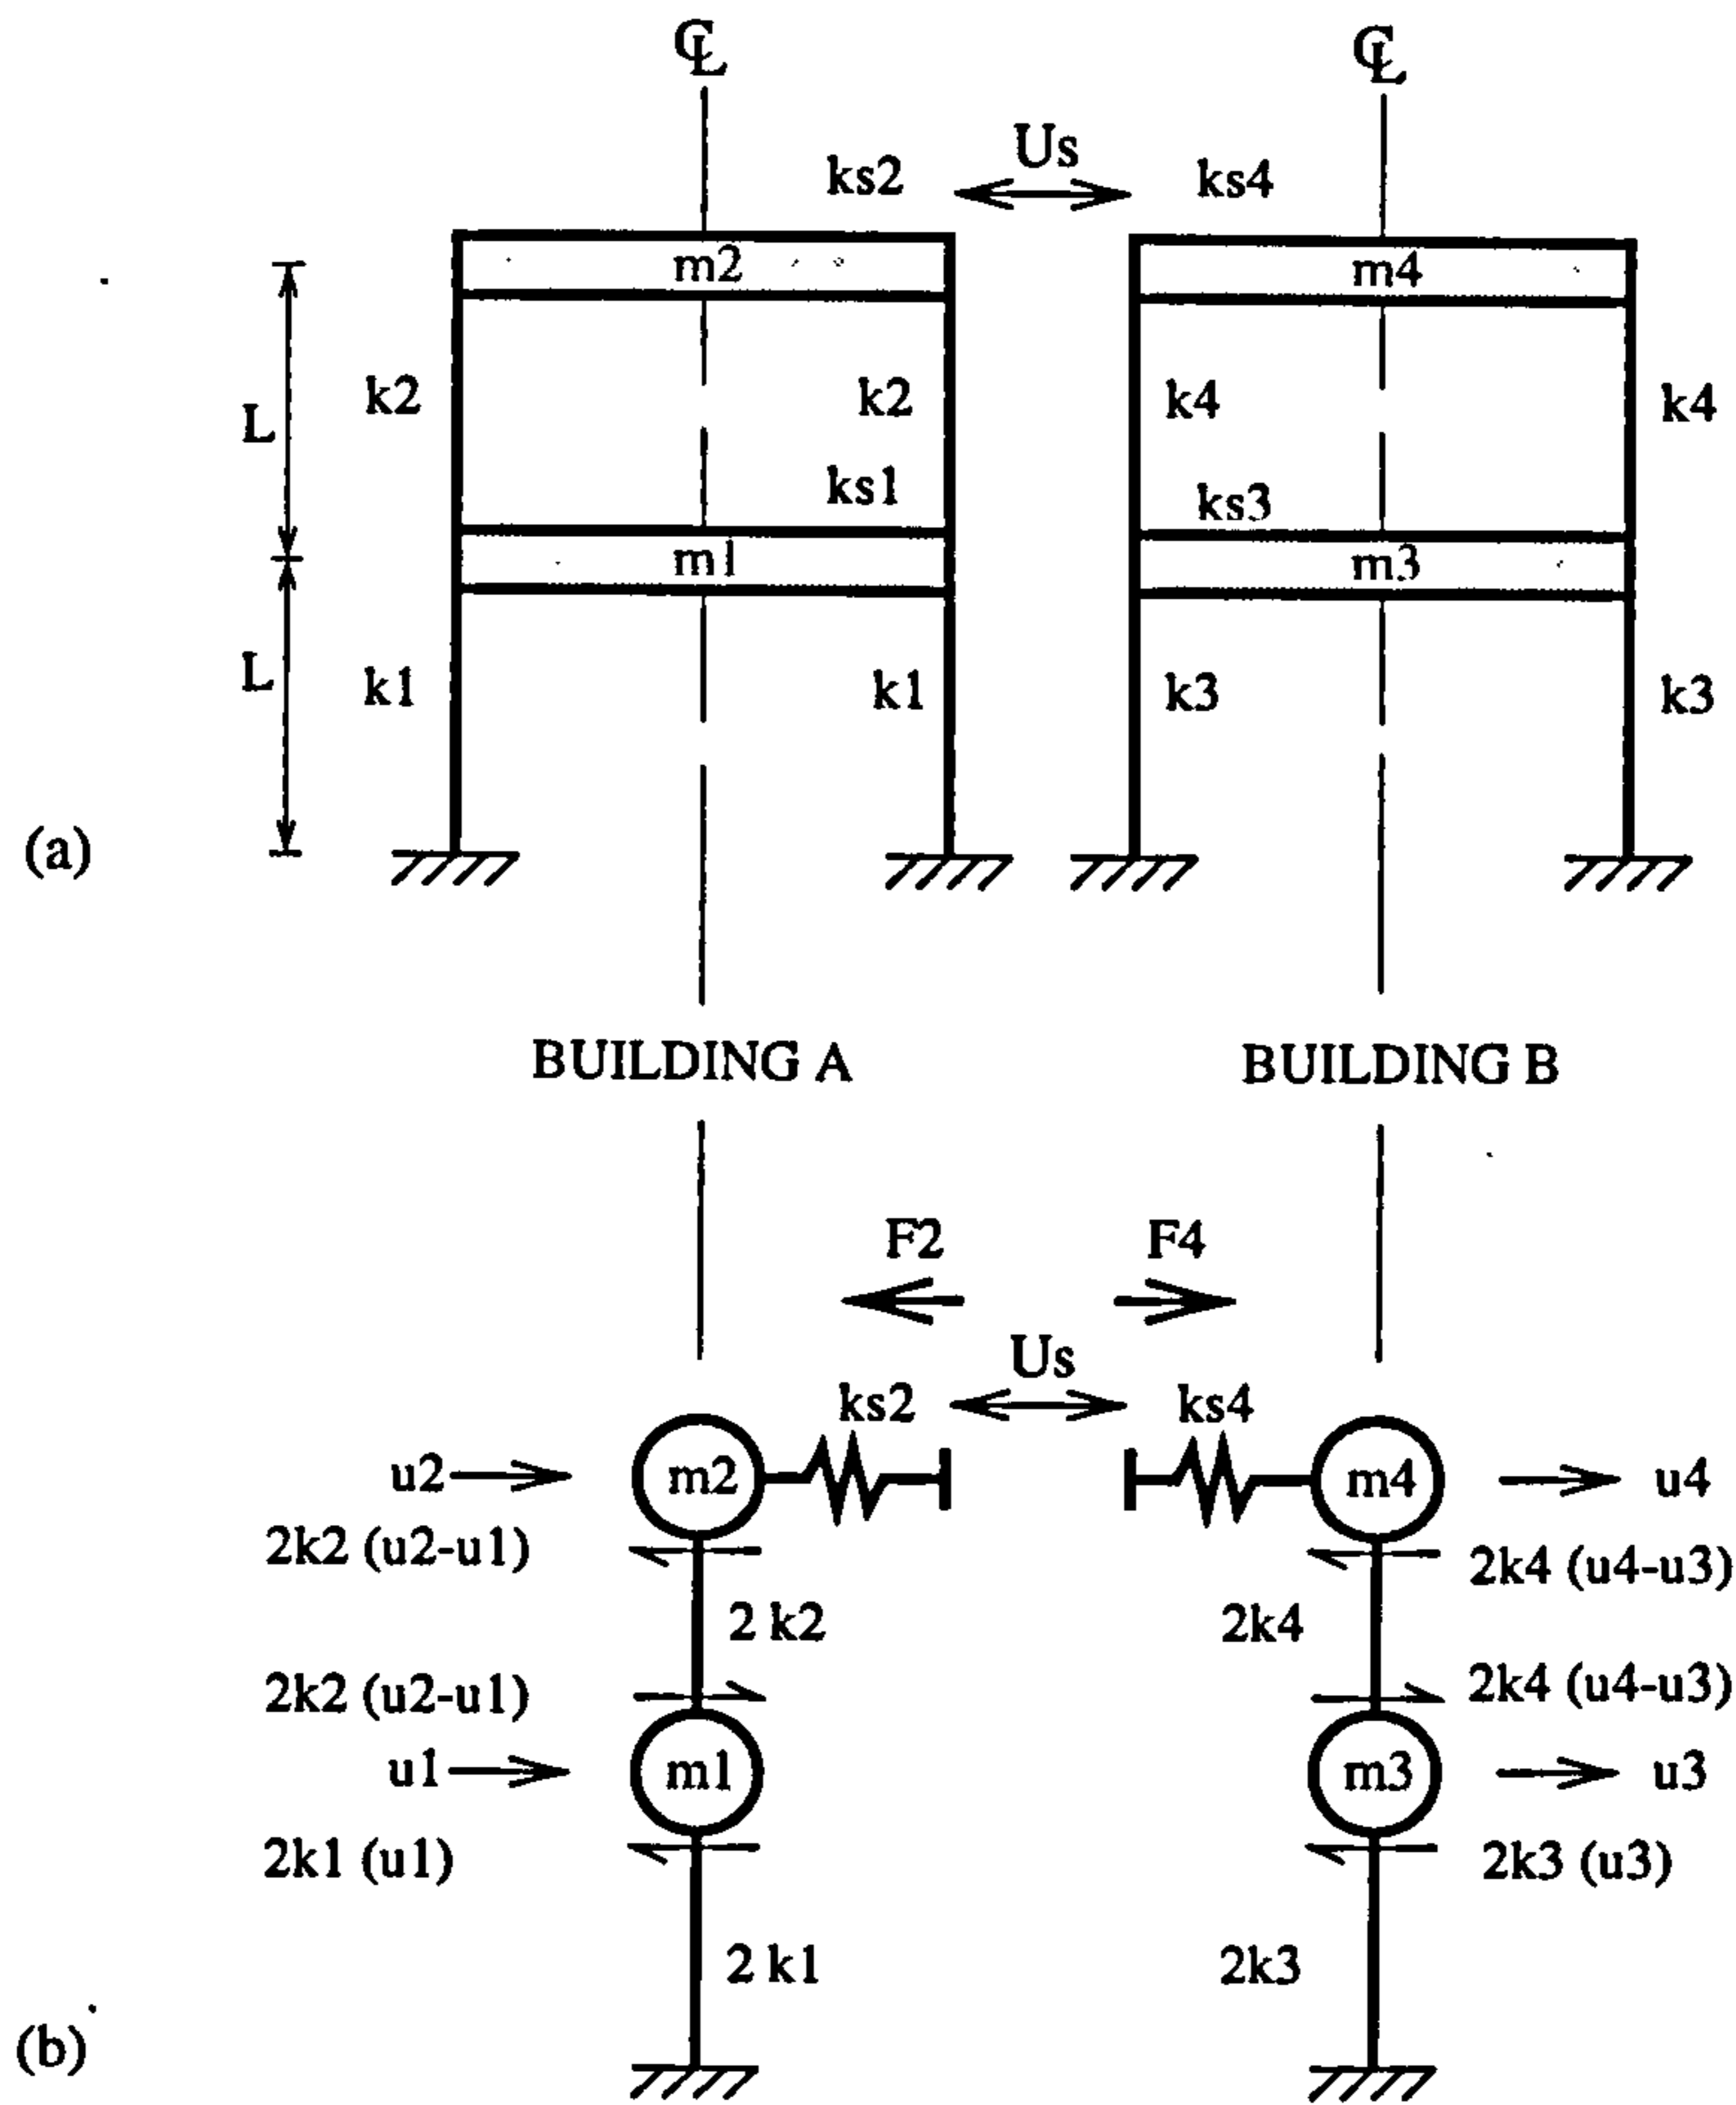 ℄ ℄
Us
ks2 ks4
m2 m4
L k2 k2 k4 k4
ks1 ks3
m1 m3
L k1 k1 k3 k3
(a)
BUILDING A BUILDING B
F2 F4
Us
ks2 ks4
u2 m2 m4 u4
2k2 (u2-u1) 2k4 (u4-u3)
2 k2 2k4
2k2 (u2-u1) 2k4 (u4-u3)
u1 m1 m3 u3
2k1 (u1) 2k3 (u3)
2 k1 2k3
(b)